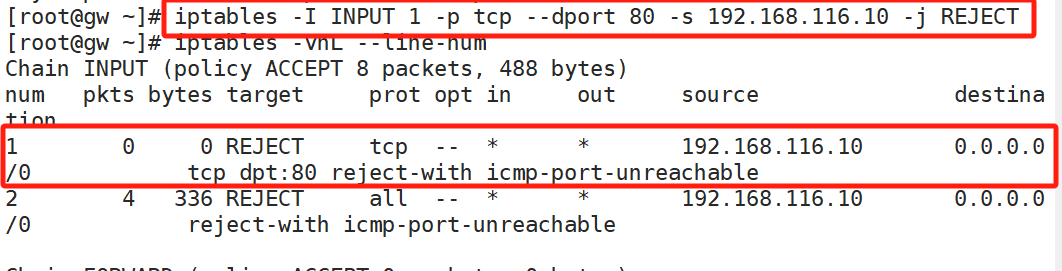 [root@gw ~]# iptables -I INPUT 1 -p tcp --dport 80 -s 192.168.116.10 -j REJECT
[root@gw ~]# iptables -vnL --line-num
Chain INPUT (policy ACCEPT 8 packets, 488 bytes)
num   pkts bytes target     prot opt in     out     source               destina
tion
1        0     0 REJECT     tcp  --  *      *       192.168.116.10       0.0.0.0
/0            tcp dpt:80 reject-with icmp-port-unreachable
2        4   336 REJECT     all  --  *      *       192.168.116.10       0.0.0.0
/0            reject-with icmp-port-unreachable